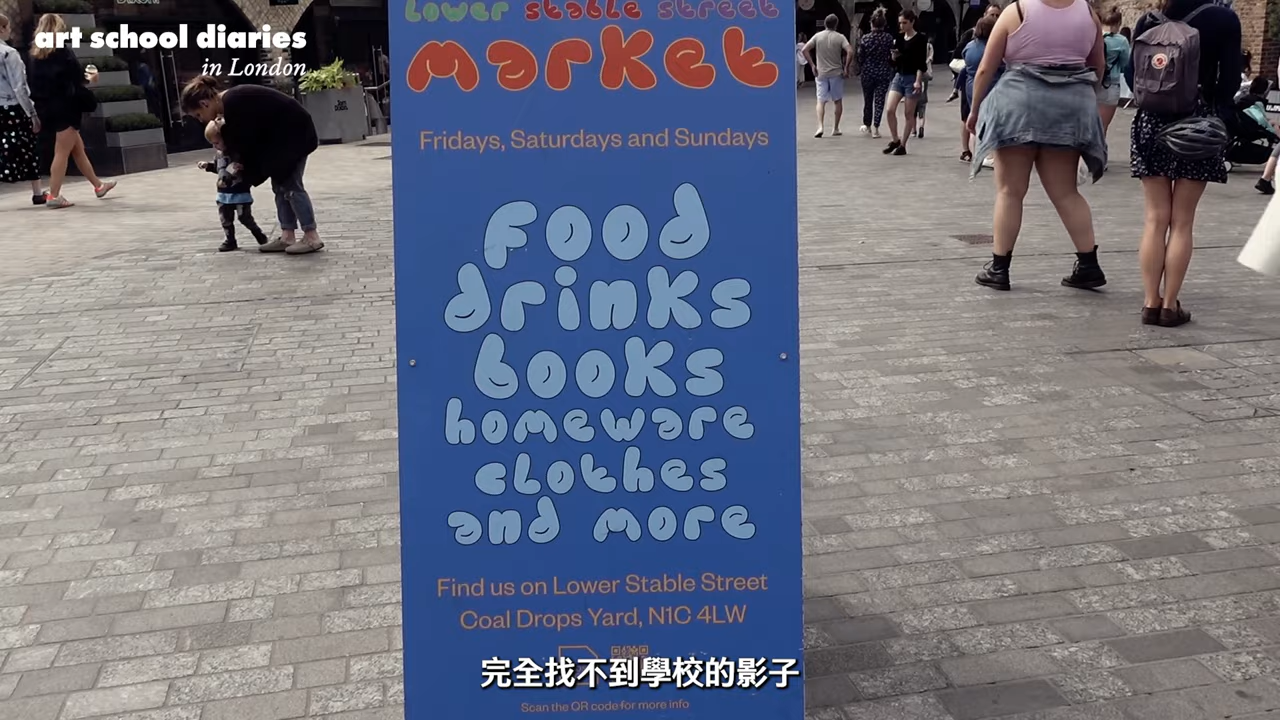 lower stable street
market
art school diaries
in London
Fridays, Saturdays and Sundays
food
drinks
books
homeware
clothes
and more
Find us on Lower Stable Street
Coal Drops Yard, N1C 4LW
完全找不到學校的影子
Scan the QR code for more info